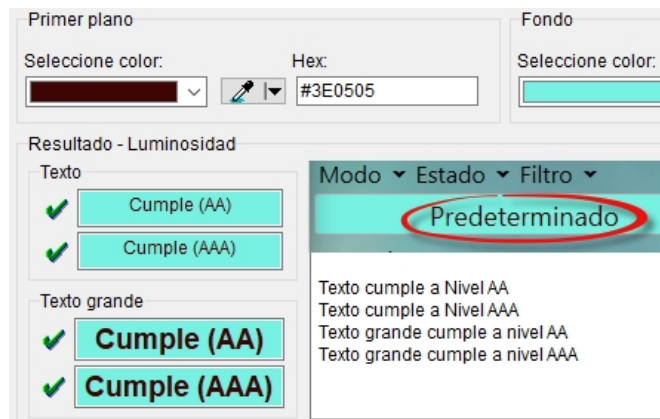 Primer plano
Fondo
Seleccione color:
Hex:
Seleccione color:
#3E0505
Resultado - Luminosidad
Texto
Cumple (AA)
Cumple (AAA)
Texto grande
Cumple (AA)
Cumple (AAA)
Modo Estado Filtro
Predeterminado
Texto cumple a Nivel AA
Texto cumple a Nivel AAA
Texto grande cumple a nivel AA
Texto grande cumple a nivel AAA